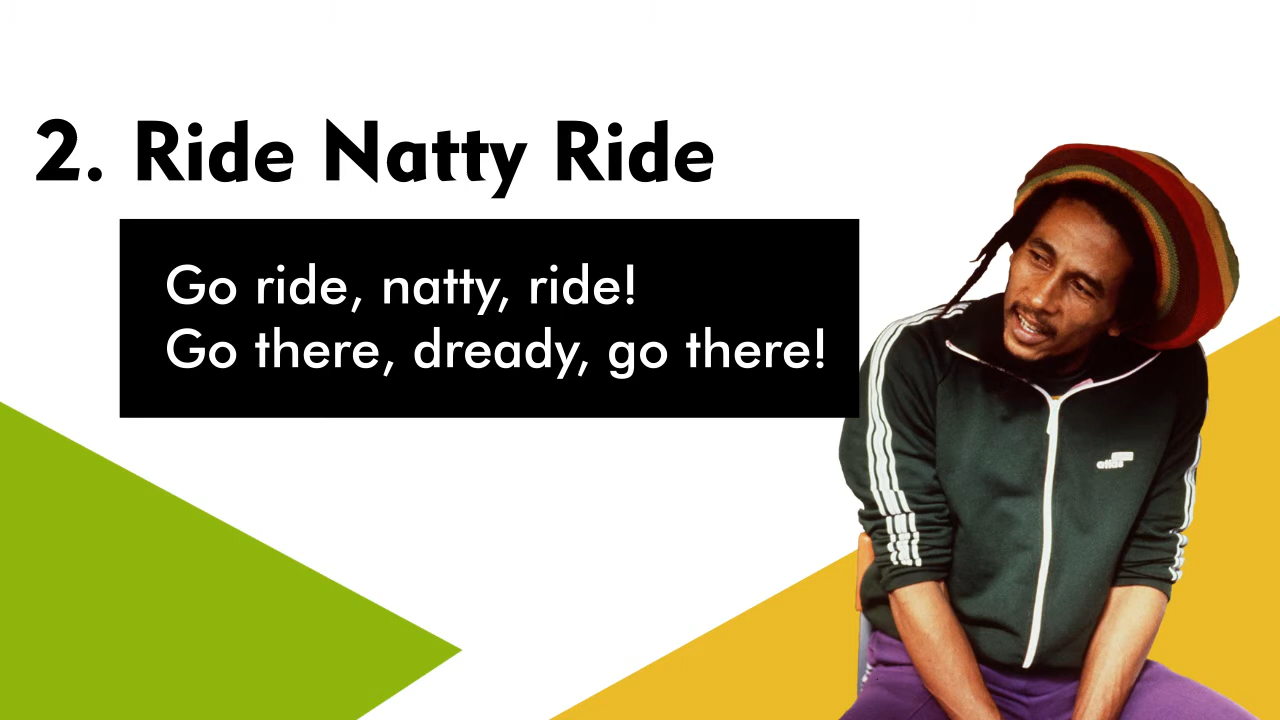 2. Ride Natty Ride
Go ride, natty, ride!
Go there, dready, go there!